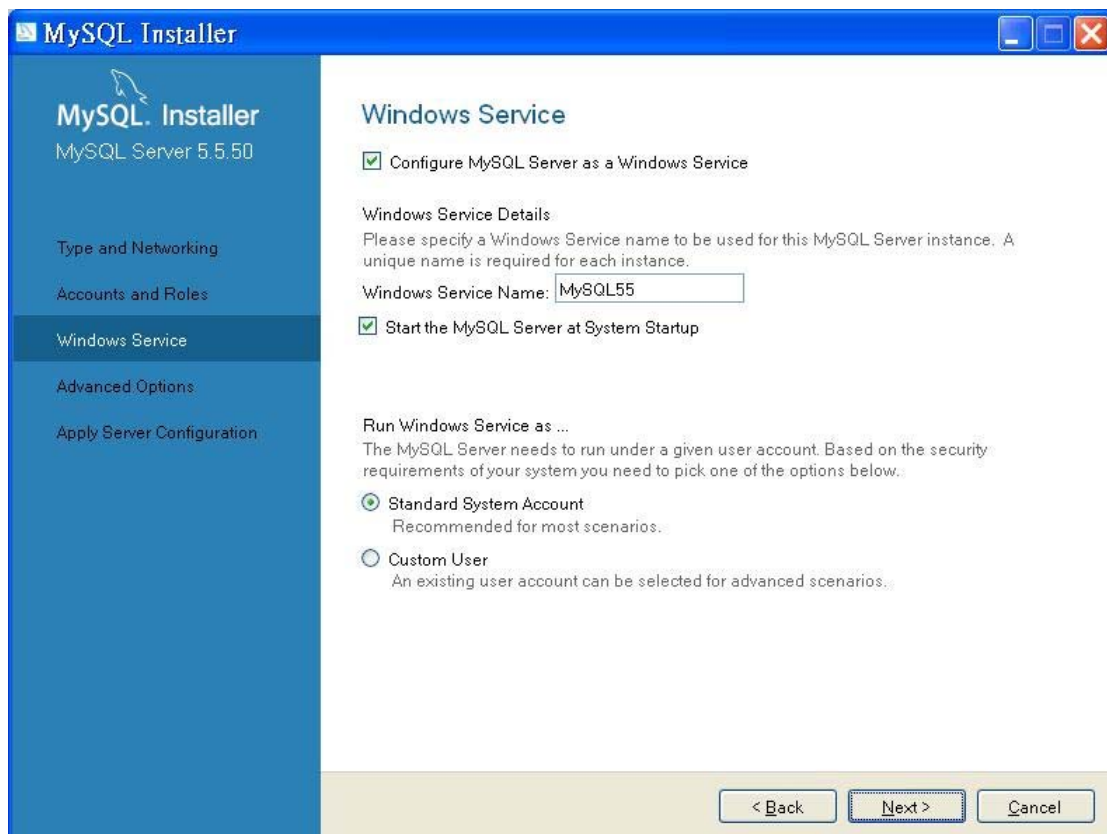 MySQL Installer
MySQL. Installer
MySQL Server 5.5.50
Type and Networking
Accounts and Roles
Windows Service
Advanced Options
Apply Server Configuration
Windows Service
Configure MySQL Server as a Windows Service
Windows Service Details
Please specify a Windows Service name to be used for this MySQL Server instance. A
unique name is required for each instance.
Windows Service Name: MySQL55
Start the MySQL Server at System Startup
Run Windows Service as ...
The MySQL Server needs to run under a given user account. Based on the security
requirements of your system you need to pick one of the options below.
Standard System Account
Recommended for most scenarios.
Custom User
An existing user account can be selected for advanced scenarios.
< Back
Next >
Cancel